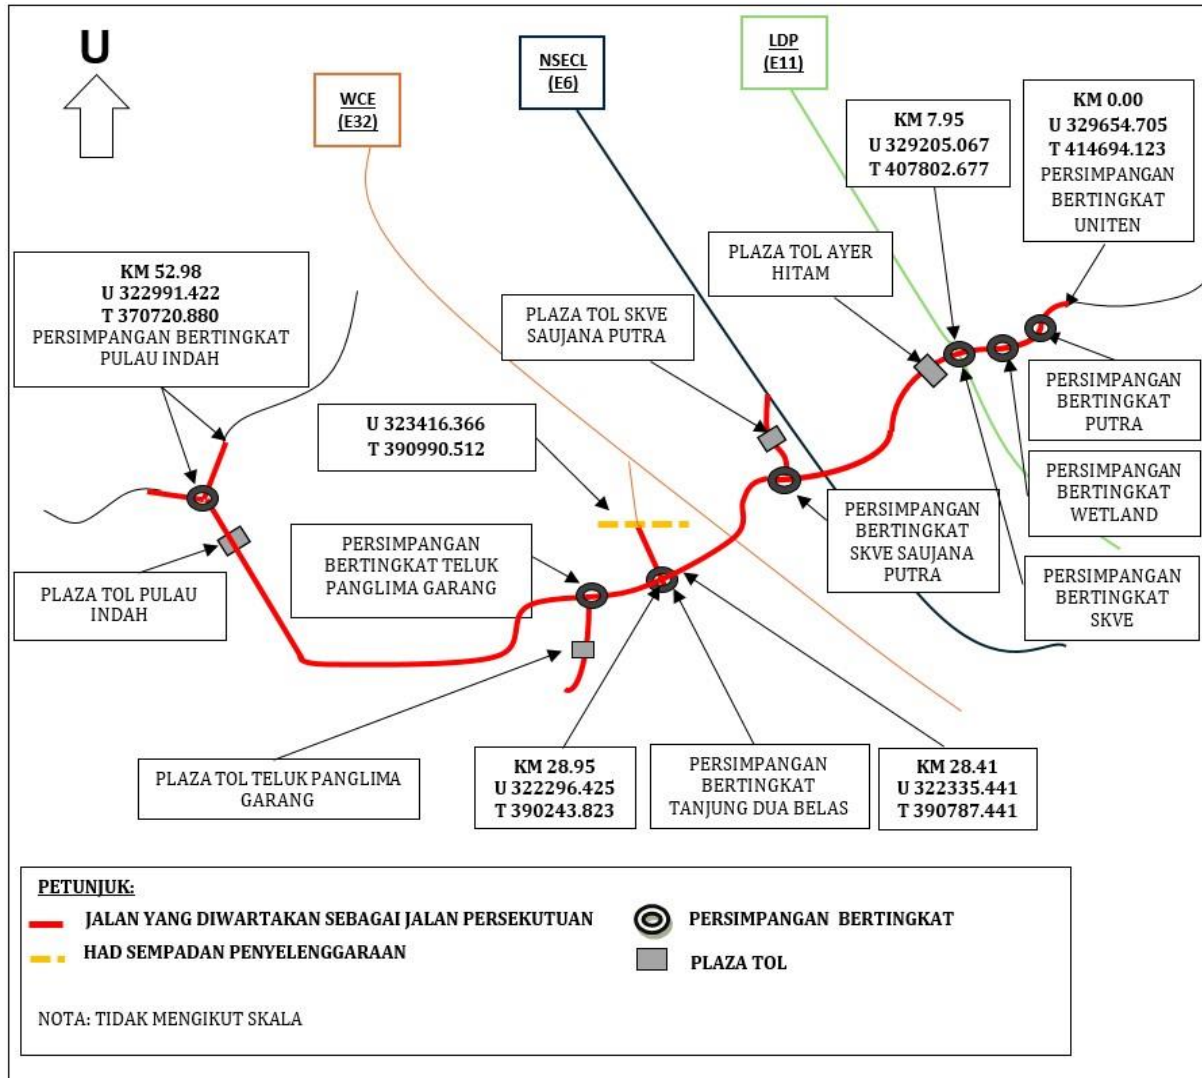 U
WCE
(E32)
NSECL
(E6)
LDP
(E11)
KM 7.95
U 329205.067
T 407802.677
KM 0.00
U 329654.705
T 414694.123
PERSIMPANGAN
BERTINGKAT
UNITEN
PLAZA TOL AYER
HITAM
KM 52.98
U 322991.422
T 370720.880
PERSIMPANGAN BERTINGKAT
PULAU INDAH
PLAZA TOL SKVE
SAUJANA PUTRA
PERSIMPANGAN
BERTINGKAT
PUTRA
U 323416.366
T 390990.512
PERSIMPANGAN
BERTINGKAT
WETLAND
PERSIMPANGAN
BERTINGKAT
SKVE SAUJANA
PUTRA
PERSIMPANGAN
BERTINGKAT TELUK
PANGLIMA GARANG
PERSIMPANGAN
BERTINGKAT
SKVE
PLAZA TOL PULAU
INDAH
PLAZA TOL TELUK PANGLIMA
GARANG
KM 28.95
U 322296.425
T 390243.823
PERSIMPANGAN
BERTINGKAT
TANJUNG DUA BELAS
KM 28.41
U 322335.441
T 390787.441
PETUNJUK:
JALAN YANG DIWARTAKAN SEBAGAI JALAN PERSEKUTUAN
HAD SEMPADAN PENYELENGGARAAN
PERSIMPANGAN BERTINGKAT
PLAZA TOL
NOTA: TIDAK MENGIKUT SKALA